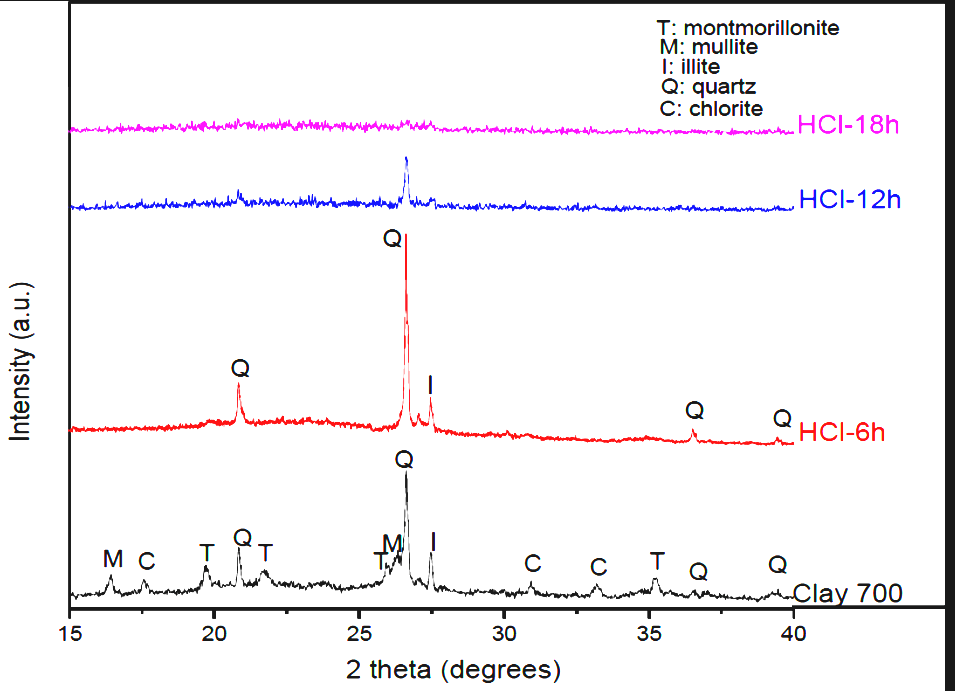 T: montmorillonite
M: mullite
I: illite
Q: quartz
C: chlorite
HCl-18h
HCl-12h
Q
Q
I
Q
Q
HCl-6h
Q
M
C
T
Q
T
T
M
I
C
C
T
Q
Q
Clay 700
Intensity (a.u.)
15
20
25
30
35
40
2 theta (degrees)